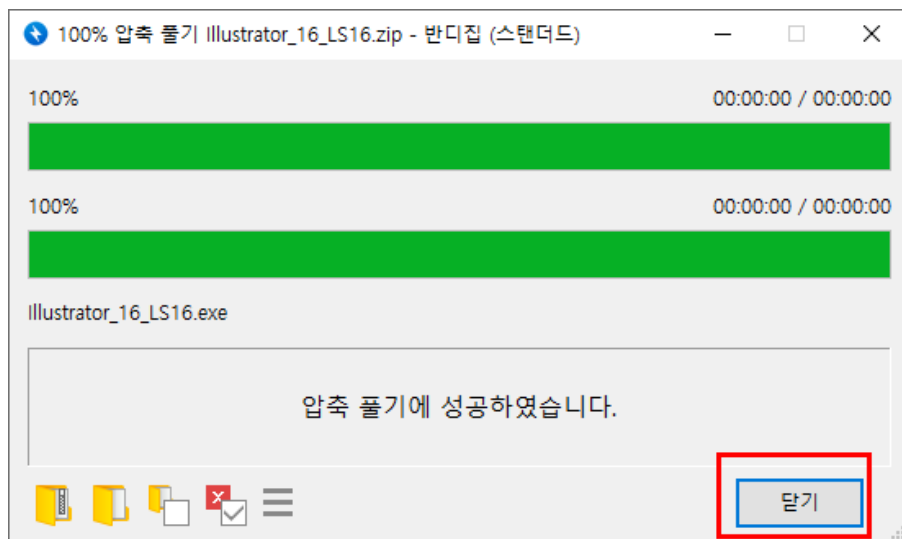 100% 압축 풀기 Illustrator_16_LS16.zip - 반디집 (스탠더드)
100% 00:00:00 / 00:00:00
100% 00:00:00 / 00:00:00
Illustrator_16_LS16.exe
압축 풀기에 성공하였습니다.
닫기